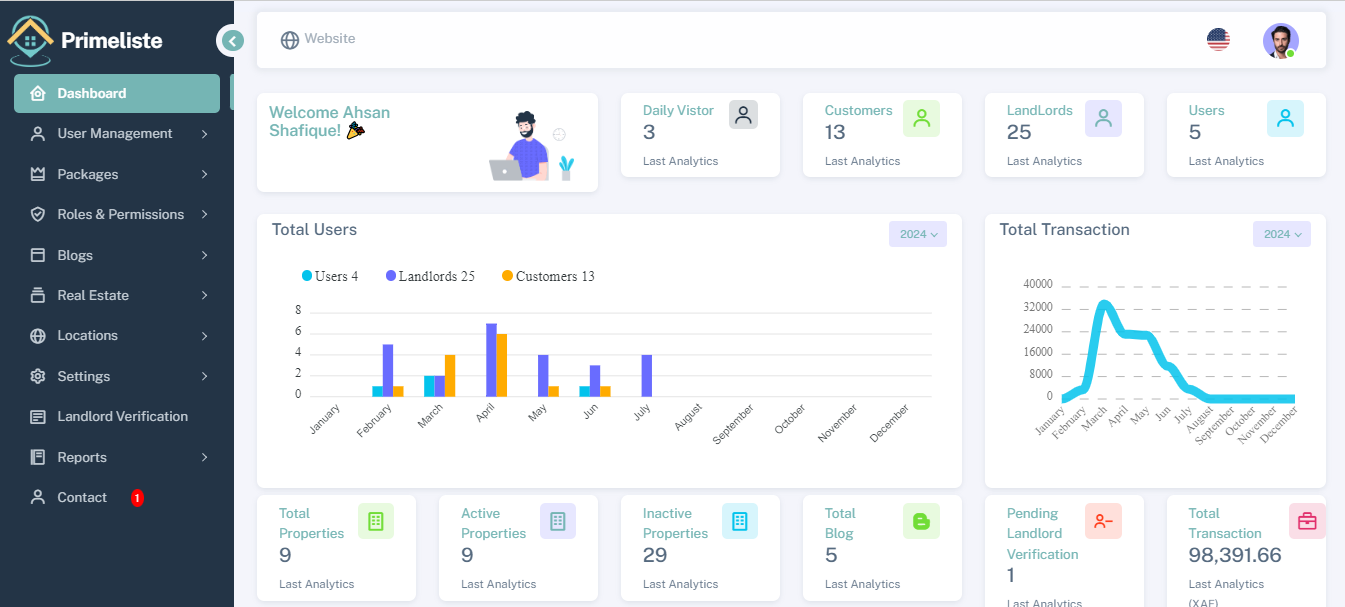 Primeliste
Dashboard
User Management
Packages
Roles & Permissions
Blogs
Real Estate
Locations
Settings
Landlord Verification
Reports
Contact 1
Website
Welcome Ahsan
Shafique!
Daily Vistor
3
Last Analytics
Customers
13
Last Analytics
LandLords
25
Last Analytics
Users
5
Last Analytics
Total Users
2024
Users 4 Landlords 25 Customers 13
8
6
4
2
0
January February March April May Jun July August September October November December
Total Transaction
2024
40000
32000
24000
16000
8000
0
January February March April May Jun July August September October November December
Total
Properties
9
Last Analytics
Active
Properties
9
Last Analytics
Inactive
Properties
29
Last Analytics
Total
Blog
5
Last Analytics
Pending
Landlord
Verification
1
Last Analytics
Total
Transaction
98,391.66
Last Analytics
(XAF)